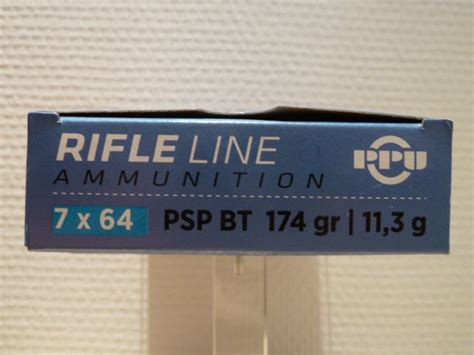 RIFLE LINE
AMMUNITION
PPU
7 x 64 PSP BT 174 gr | 11,3 g